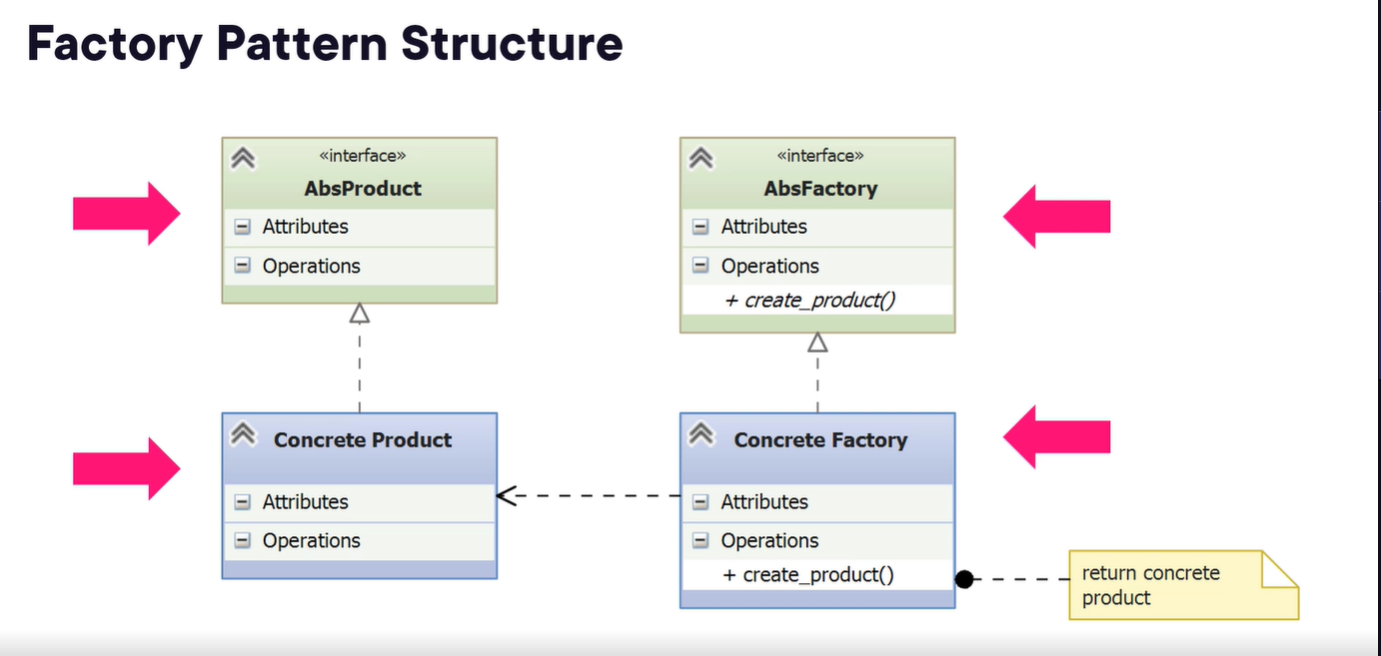 Factory Pattern Structure
«interface»
AbsProduct
Attributes
Operations
«interface»
AbsFactory
Attributes
Operations
+ create_product()
Concrete Product
Attributes
Operations
Concrete Factory
Attributes
Operations
+ create_product()
return concrete
product